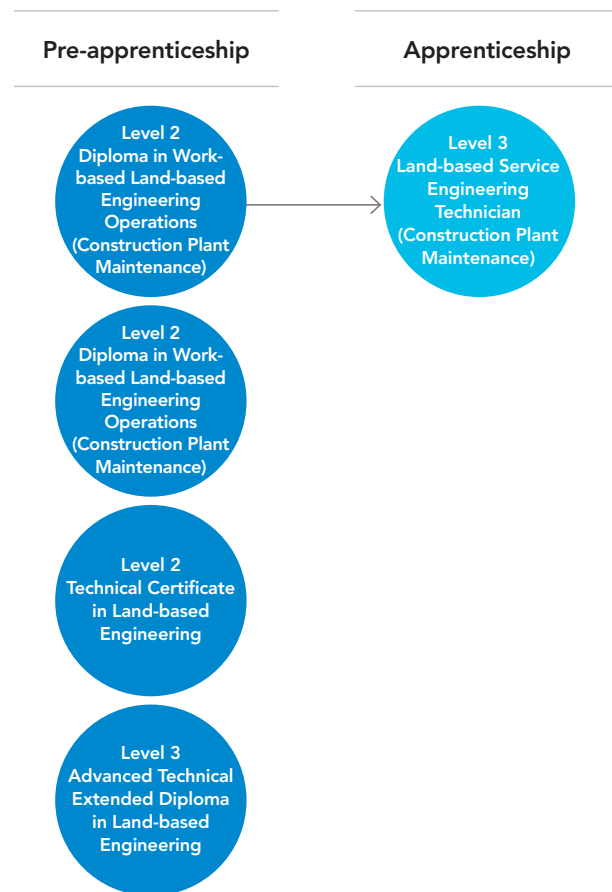 Pre-apprenticeship
Apprenticeship
Level 2
Diploma in Work-
based Land-based
Engineering
Operations
(Construction Plant
Maintenance)
Level 3
Land-based Service
Engineering
Technician
(Construction Plant
Maintenance)
Level 2
Diploma in Work-
based Land-based
Engineering
Operations
(Construction Plant
Maintenance)
Level 2
Technical Certificate
in Land-based
Engineering
Level 3
Advanced Technical
Extended Diploma
in Land-based
Engineering